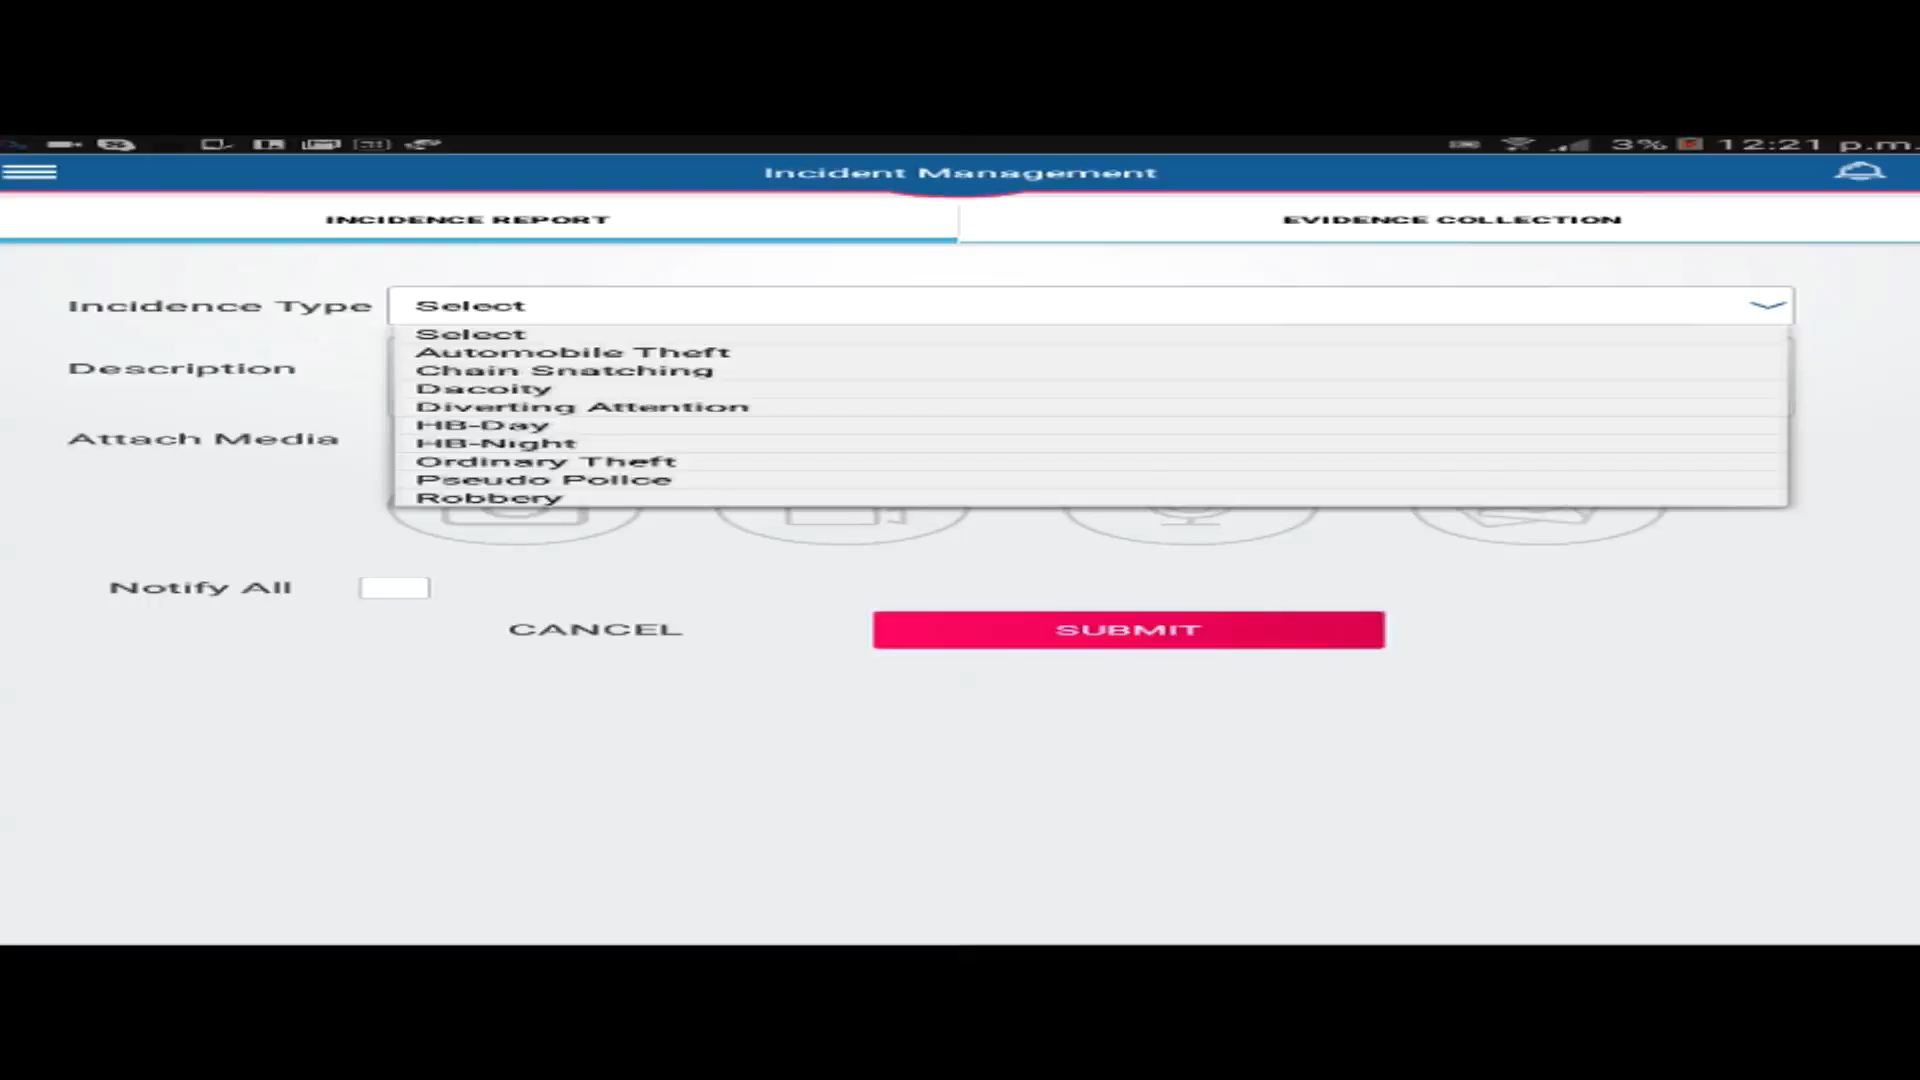 3% 12:21 p.m.
Incident Management
INCIDENCE REPORT
EVIDENCE COLLECTION
Incidence Type
Select
Select
Automobile Theft
Chain Snatching
Dacoity
Diverting Attention
HB-Day
HB-Night
Ordinary Theft
Pseudo Police
Robbery
Description
Attach Media
Notify All
CANCEL
SUBMIT